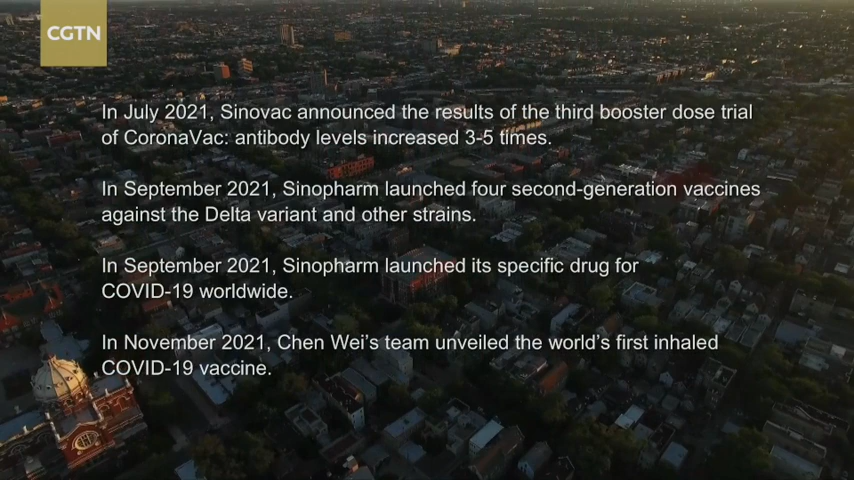 CGTN
In July 2021, Sinovac announced the results of the third booster dose trial
of CoronaVac: antibody levels increased 3-5 times.
In September 2021, Sinopharm launched four second-generation vaccines
against the Delta variant and other strains.
In September 2021, Sinopharm launched its specific drug for
COVID-19 worldwide.
In November 2021, Chen Wei’s team unveiled the world’s first inhaled
COVID-19 vaccine.